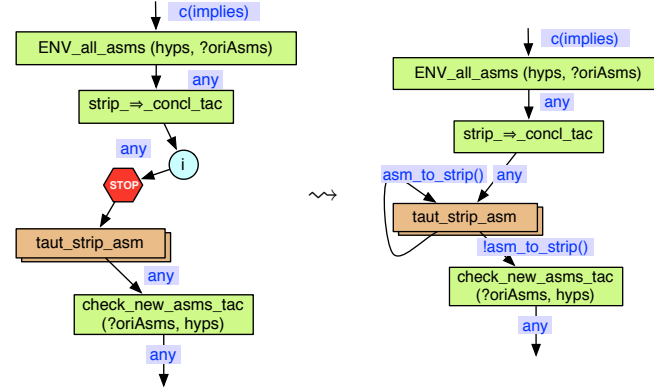 c(implies)
ENV_all_asms (hyps, ?oriAsms)
any
strip_⇒_concl_tac
any
i
STOP
taut_strip_asm
any
check_new_asms_tac
(?oriAsms, hyps)
any
⇝
c(implies)
ENV_all_asms (hyps, ?oriAsms)
any
strip_⇒_concl_tac
asm_to_strip()
any
taut_strip_asm
!asm_to_strip()
check_new_asms_tac
(?oriAsms, hyps)
any